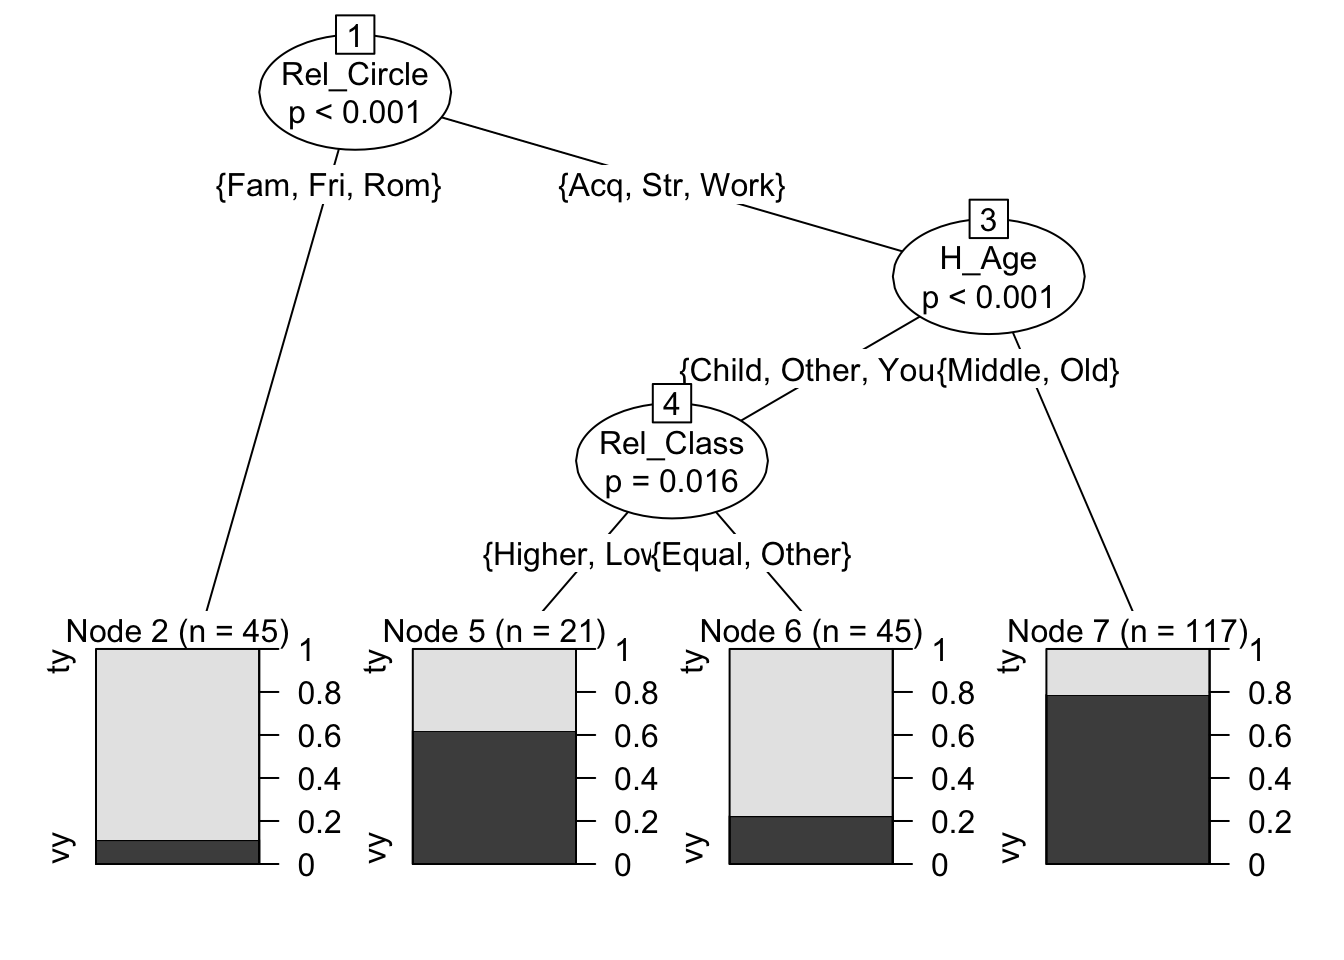 1
Rel_Circle
p < 0.001
{Fam, Fri, Rom}
{Acq, Str, Work}
3
H_Age
p < 0.001
{Child, Other, You
{Middle, Old}
4
Rel_Class
p = 0.016
{Higher, Low
{Equal, Other}
Node 2 (n = 45)
ty
vy
1
0.8
0.6
0.4
0.2
0
Node 5 (n = 21)
ty
vy
1
0.8
0.6
0.4
0.2
0
Node 6 (n = 45)
ty
vy
1
0.8
0.6
0.4
0.2
0
Node 7 (n = 117)
ty
vy
1
0.8
0.6
0.4
0.2
0